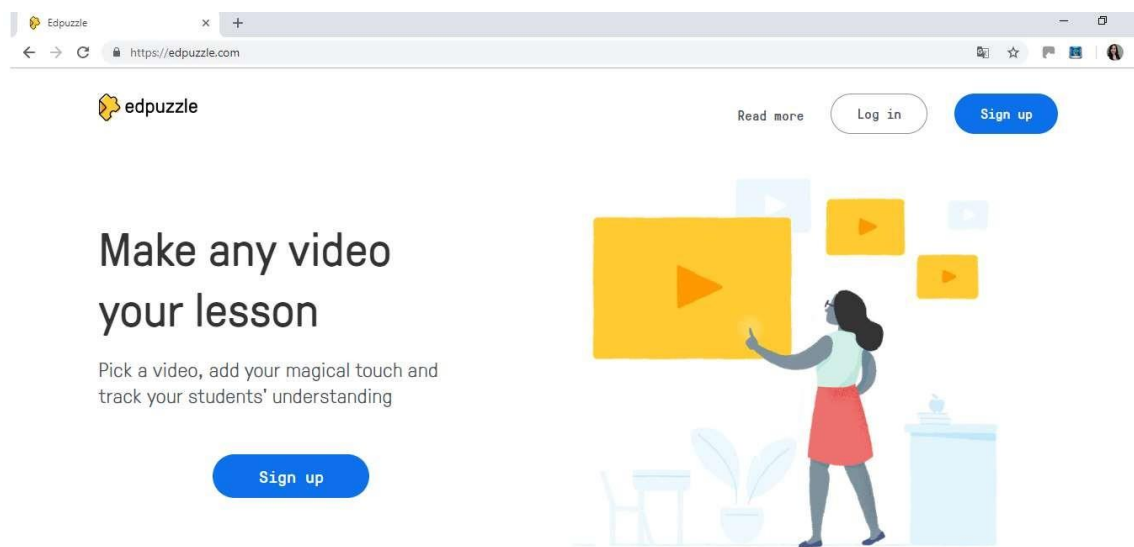 Edpuzzle
https://edpuzzle.com
edpuzzle
Read more
Log in
Sign up
Make any video
your lesson
Pick a video, add your magical touch and
track your students' understanding
Sign up